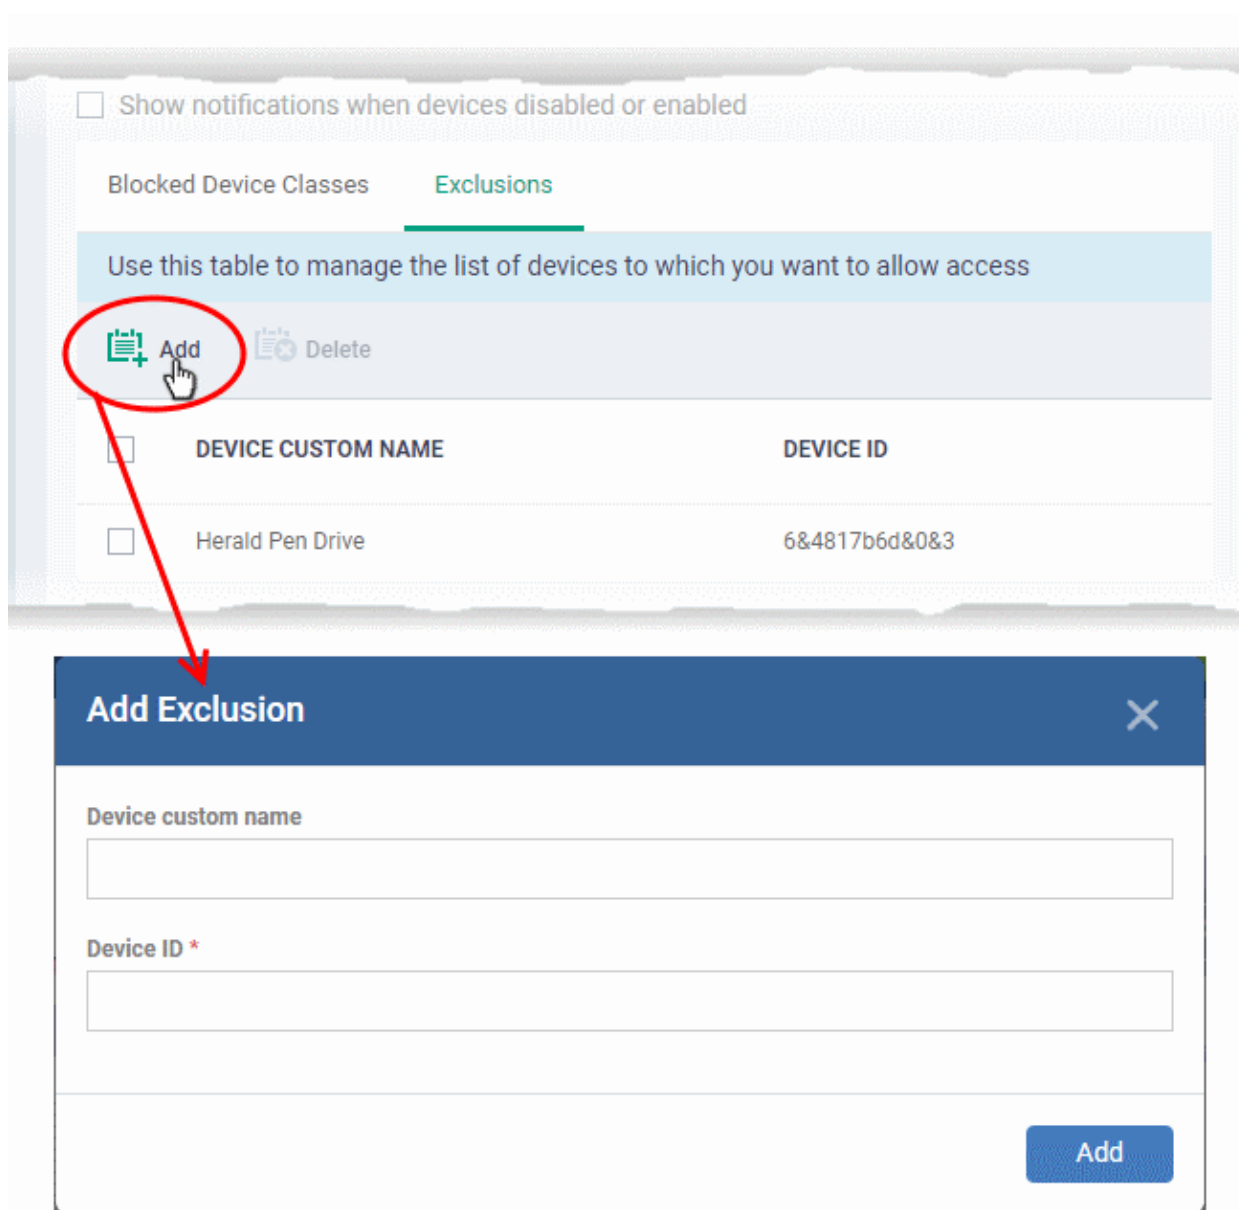 Show notifications when devices disabled or enabled
Blocked Device Classes Exclusions
Use this table to manage the list of devices to which you want to allow access
Add Delete
DEVICE CUSTOM NAME DEVICE ID
Herald Pen Drive 6&4817b6d&0&3
Add Exclusion
Device custom name
Device ID *
Add